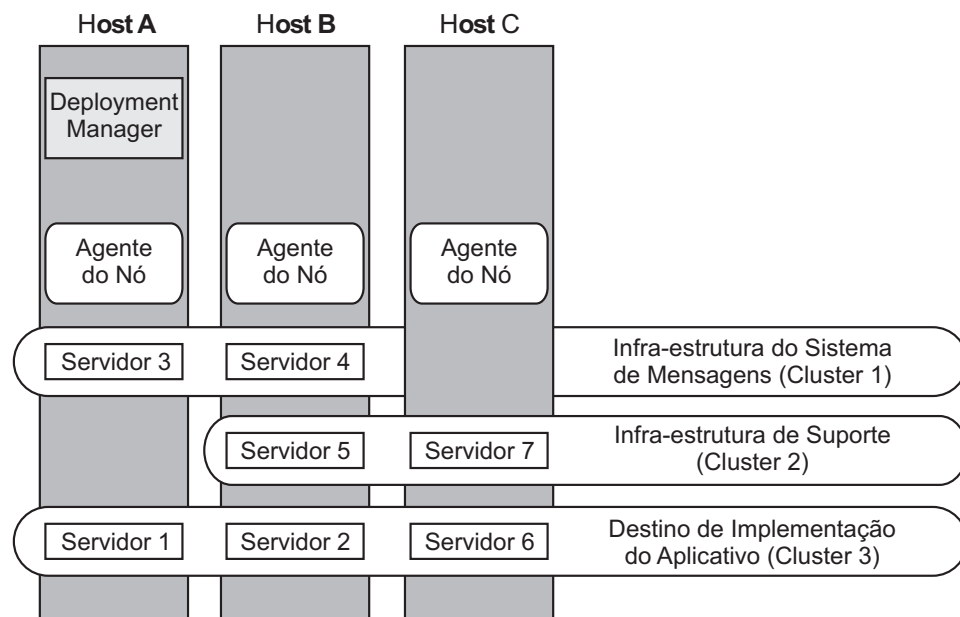 Host A
Host B
Host C
Deployment
Manager
Agente
do Nó
Agente
do Nó
Agente
do Nó
Servidor 3
Servidor 4
Infra-estrutura do Sistema
de Mensagens (Cluster 1)
Servidor 5
Servidor 7
Infra-estrutura de Suporte
(Cluster 2)
Servidor 1
Servidor 2
Servidor 6
Destino de Implementação
do Aplicativo (Cluster 3)